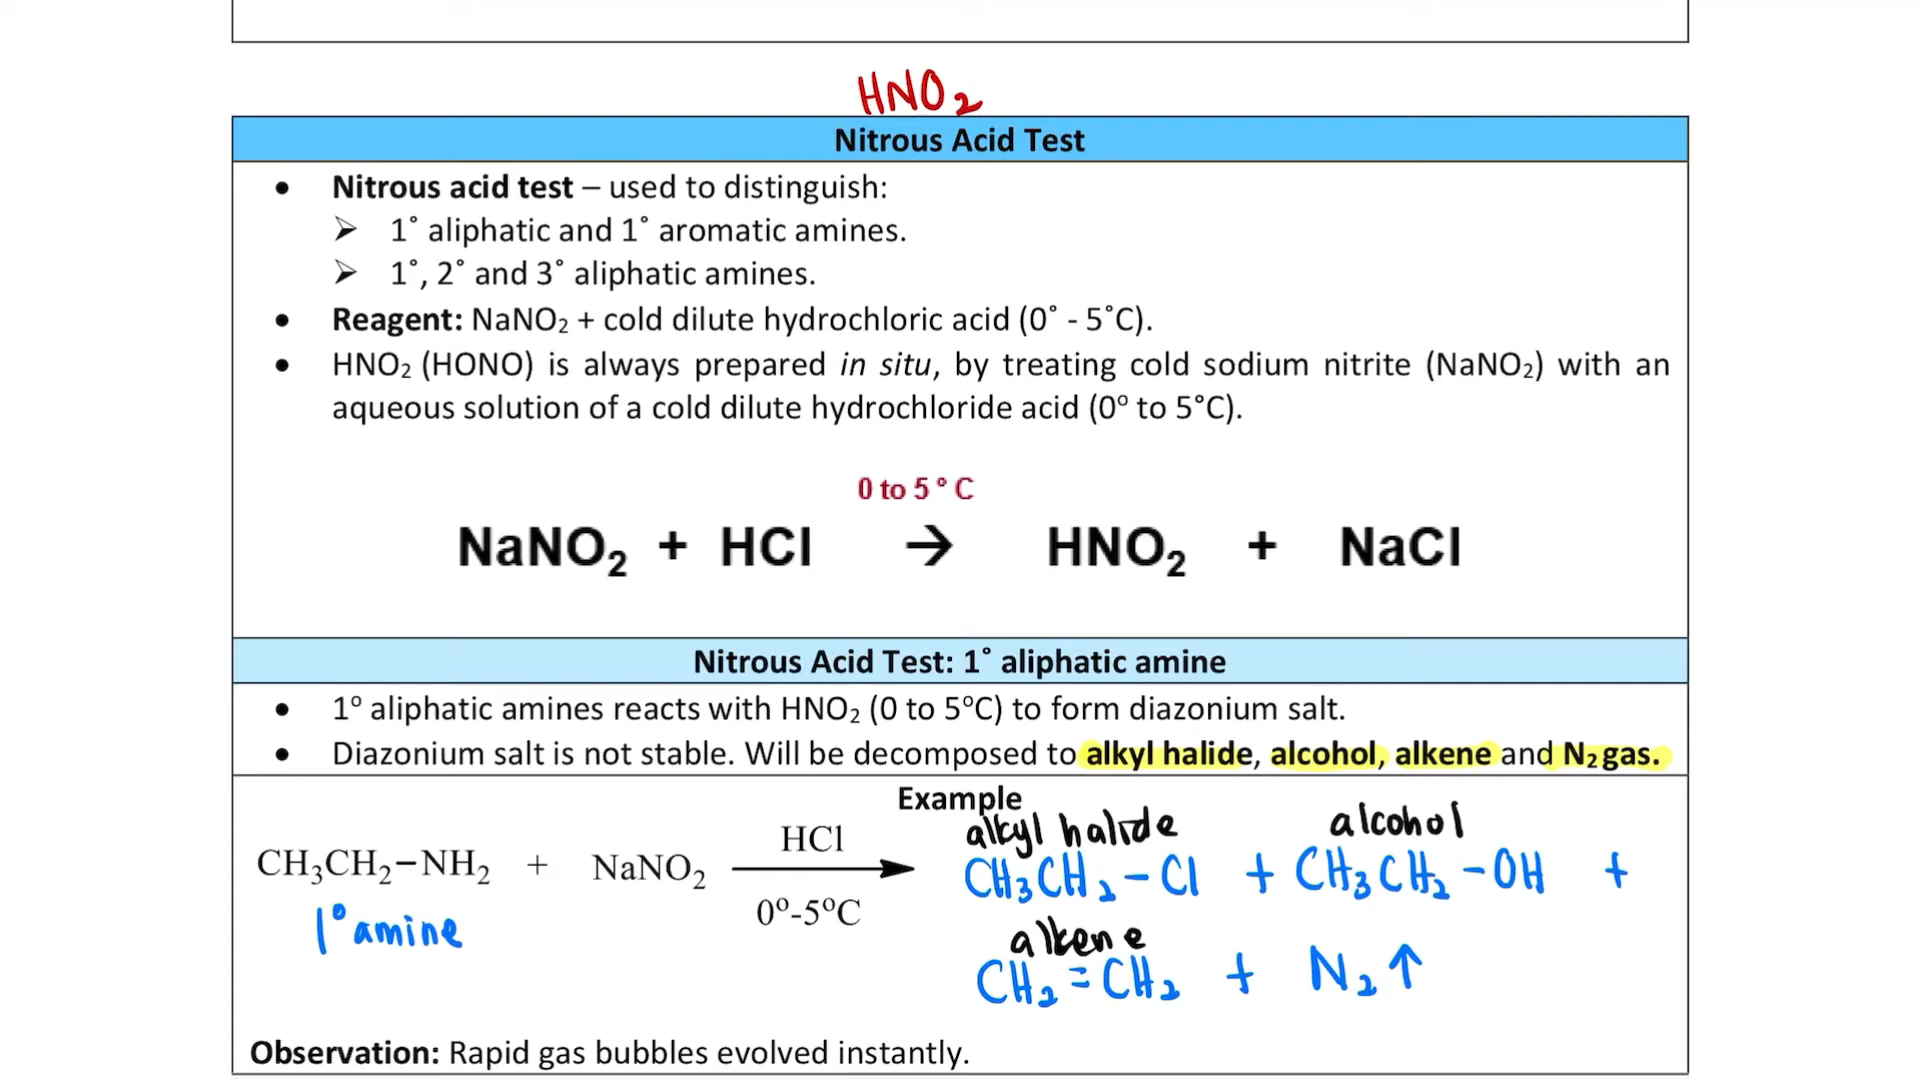 HNO₂
Nitrous Acid Test
• Nitrous acid test – used to distinguish:
➢ 1˚ aliphatic and 1˚ aromatic amines.
➢ 1˚, 2˚ and 3˚ aliphatic amines.
• Reagent: NaNO₂ + cold dilute hydrochloric acid (0˚ - 5˚C).
• HNO₂ (HONO) is always prepared in situ, by treating cold sodium nitrite (NaNO₂) with an
aqueous solution of a cold dilute hydrochloride acid (0º to 5°C).
0 to 5 º C
NaNO₂ + HCl → HNO₂ + NaCl
Nitrous Acid Test: 1˚ aliphatic amine
• 1º aliphatic amines reacts with HNO₂ (0 to 5ºC) to form diazonium salt.
• Diazonium salt is not stable. Will be decomposed to alkyl halide, alcohol, alkene and N₂ gas.
Example
alkyl halide alcohol
HCl
CH₃CH₂−NH₂ + NaNO₂ → CH₃CH₂−Cl + CH₃CH₂−OH +
0º-5ºC
1º amine
alkene
CH₂=CH₂ + N₂↑
Observation: Rapid gas bubbles evolved instantly.